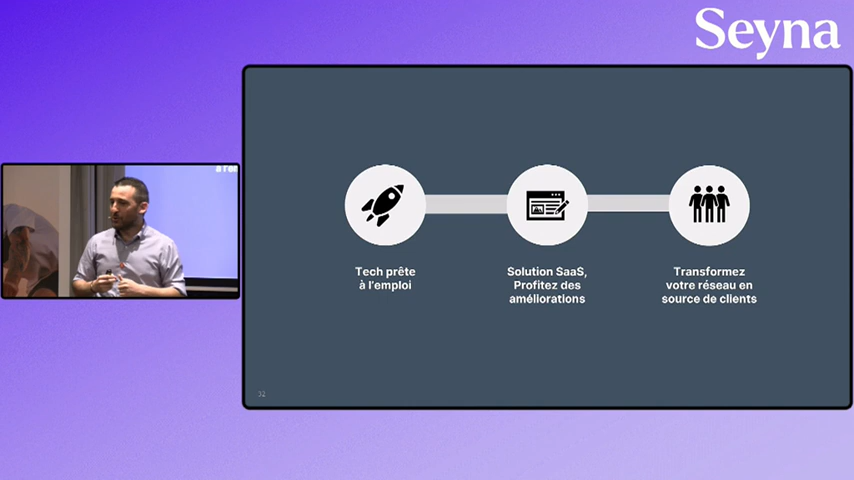 Seyna
Tech prête
à l'emploi
Solution SaaS,
Profitez des
améliorations
Transformez
votre réseau en
source de clients
32